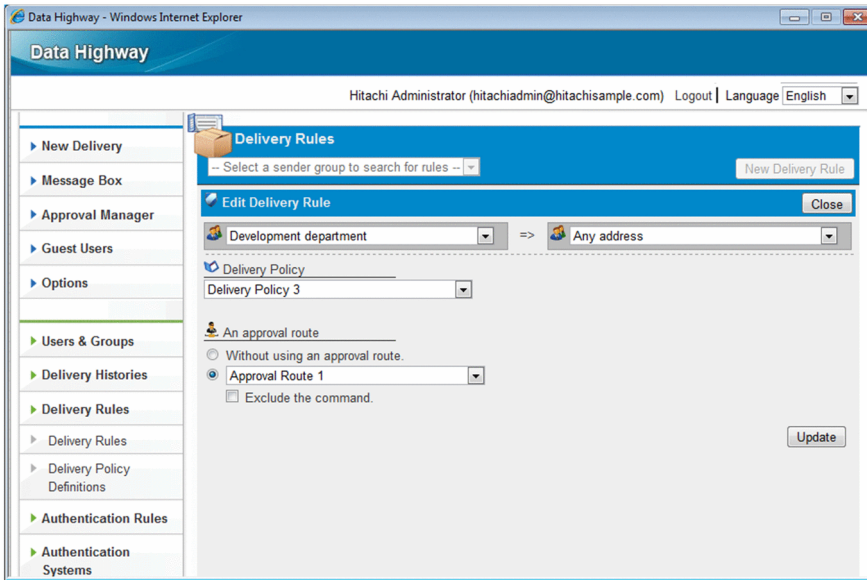 Data Highway - Windows Internet Explorer
Data Highway
Hitachi Administrator (hitachiadmin@hitachisample.com) Logout Language English
New Delivery
Message Box
Approval Manager
Guest Users
Options
Users & Groups
Delivery Histories
Delivery Rules
Delivery Rules
Delivery Policy
Definitions
Authentication Rules
Authentication
Systems
Delivery Rules
-- Select a sender group to search for rules --
New Delivery Rule
Edit Delivery Rule
Close
Development department => Any address
Delivery Policy
Delivery Policy 3
An approval route
Without using an approval route.
Approval Route 1
Exclude the command.
Update